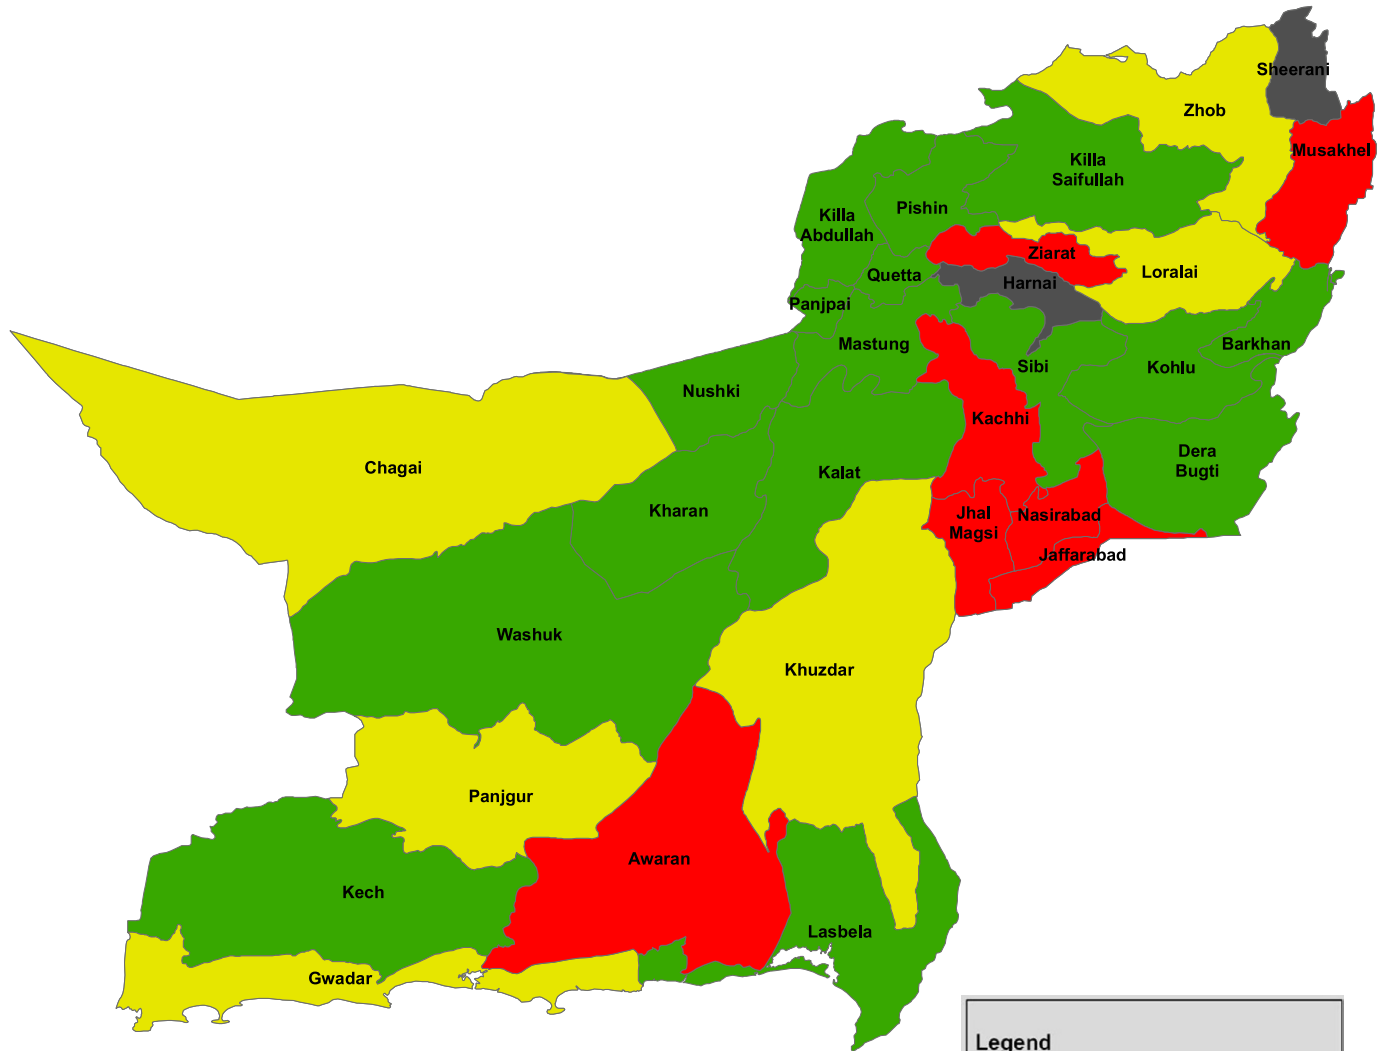 Sheerani
Zhob
Musakhel
Killa
Saifullah
Pishin
Killa
Abdullah
Ziarat
Loralai
Quetta
Harnai
Panjpai
Mastung
Barkhan
Sibi
Kohlu
Nushki
Kachhi
Chagai
Kalat
Dera
Bugti
Kharan
Jhal
Magsi
Nasirabad
Jaffarabad
Washuk
Khuzdar
Panjgur
Awaran
Kech
Lasbela
Gwadar
Legend